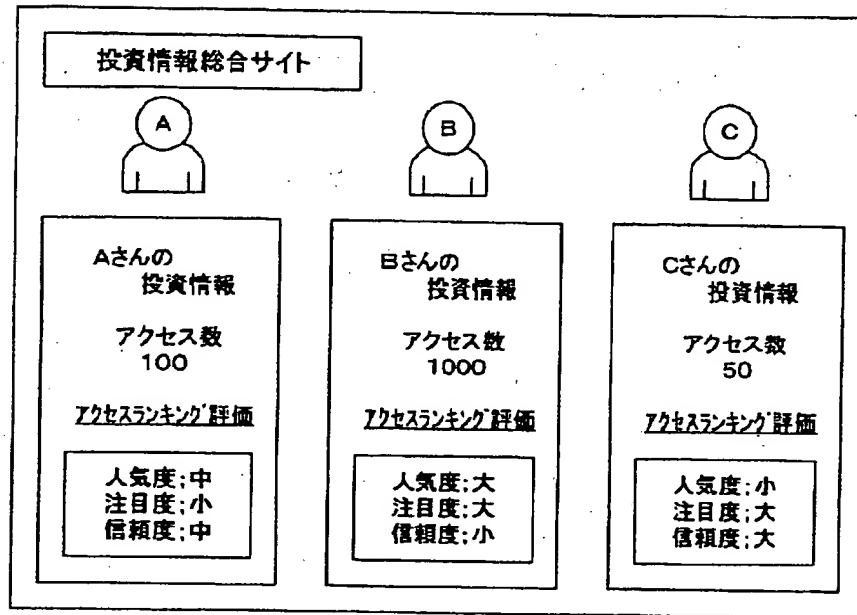 投資情報総合サイト
A
B
C
Aさんの
投資情報
アクセス数
100
アクセスランキング評価
人気度;中
注目度;小
信頼度;中
Bさんの
投資情報
アクセス数
1000
アクセスランキング評価
人気度;大
注目度;大
信頼度;小
Cさんの
投資情報
アクセス数
50
アクセスランキング評価
人気度;小
注目度;大
信頼度;大